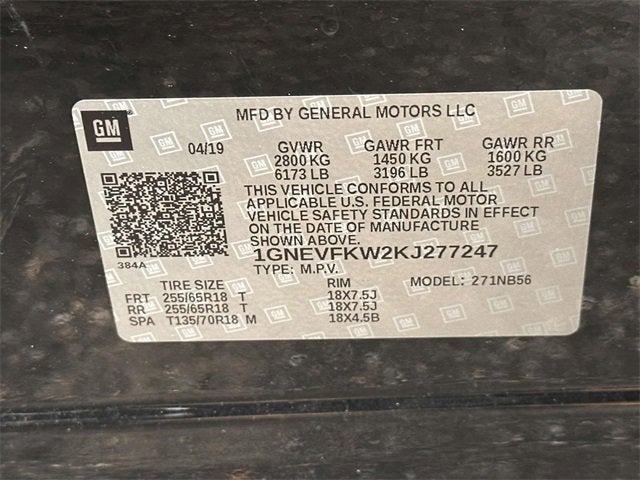 GM
MFD BY GENERAL MOTORS LLC
04/19 GVWR GAWR FRT GAWR RR
2800 KG 1450 KG 1600 KG
6173 LB 3196 LB 3527 LB
THIS VEHICLE CONFORMS TO ALL
APPLICABLE U.S. FEDERAL MOTOR
VEHICLE SAFETY STANDARDS IN EFFECT
ON THE DATE OF MANUFACTURE
SHOWN ABOVE.
384A 1GNEVFKW2KJ277247
TYPE: M.P.V.
TIRE SIZE RIM MODEL: 271NB56
FRT 255/65R18 T 18X7.5J
RR 255/65R18 T 18X7.5J
SPA T135/70R18 M 18X4.5B